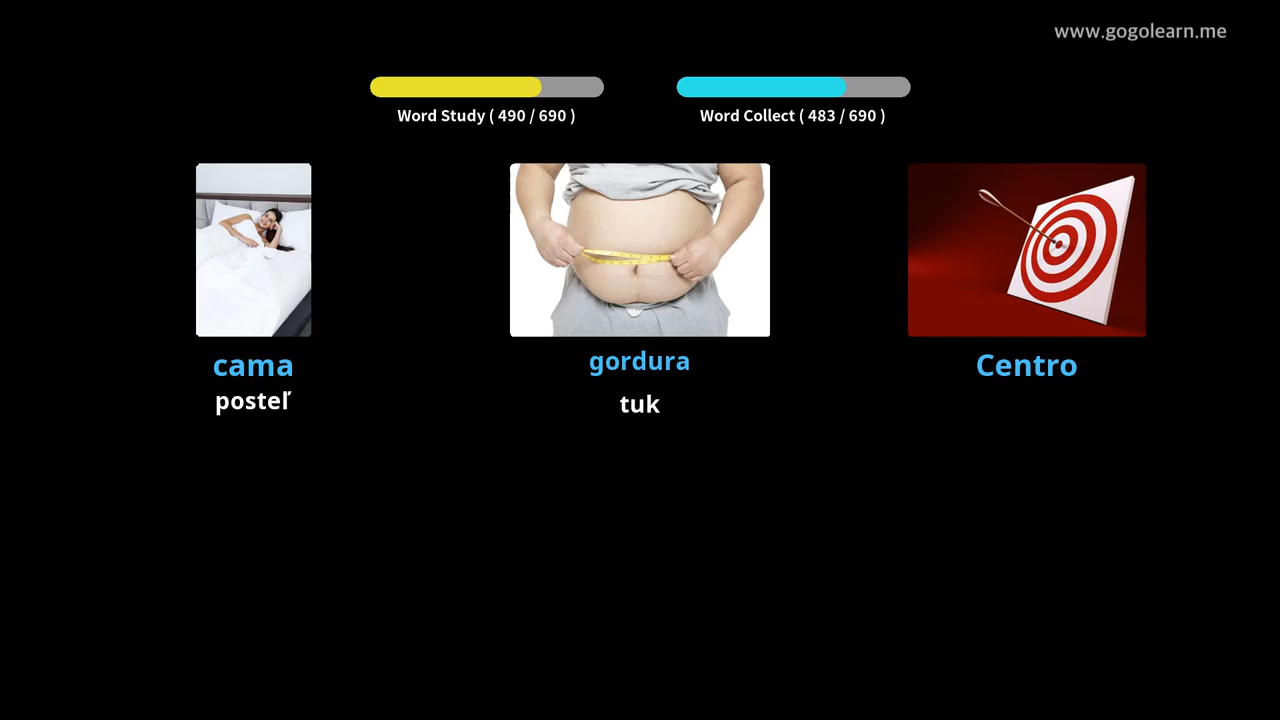 www.gogolearn.me
Word Study ( 490 / 690 )
Word Collect ( 483 / 690 )
cama
posteľ
gordura
tuk
Centro